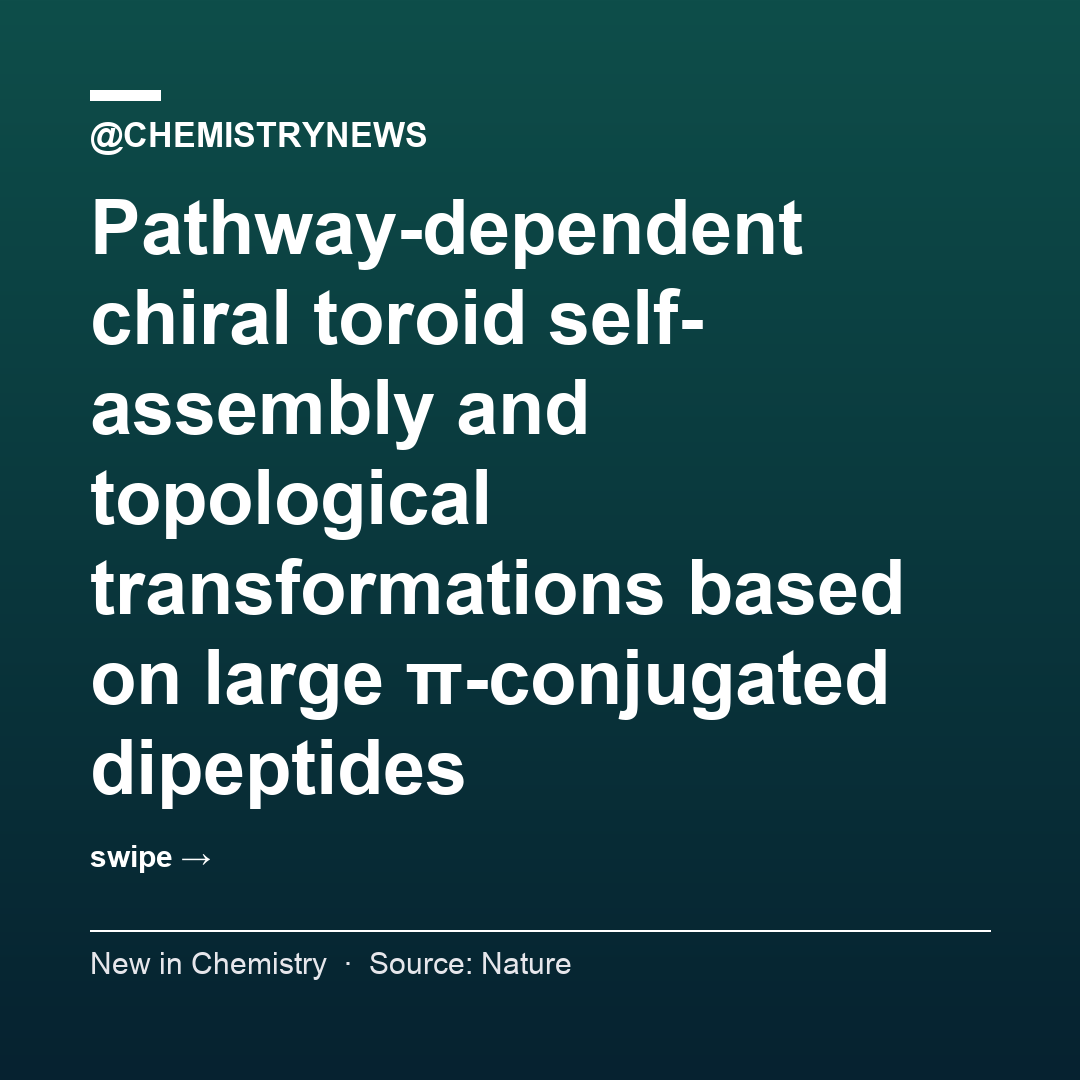 @CHEMISTRYNEWS
Pathway-dependent
chiral toroid self-
assembly and
topological
transformations based
on large π-conjugated
dipeptides
swipe →
New in Chemistry · Source: Nature